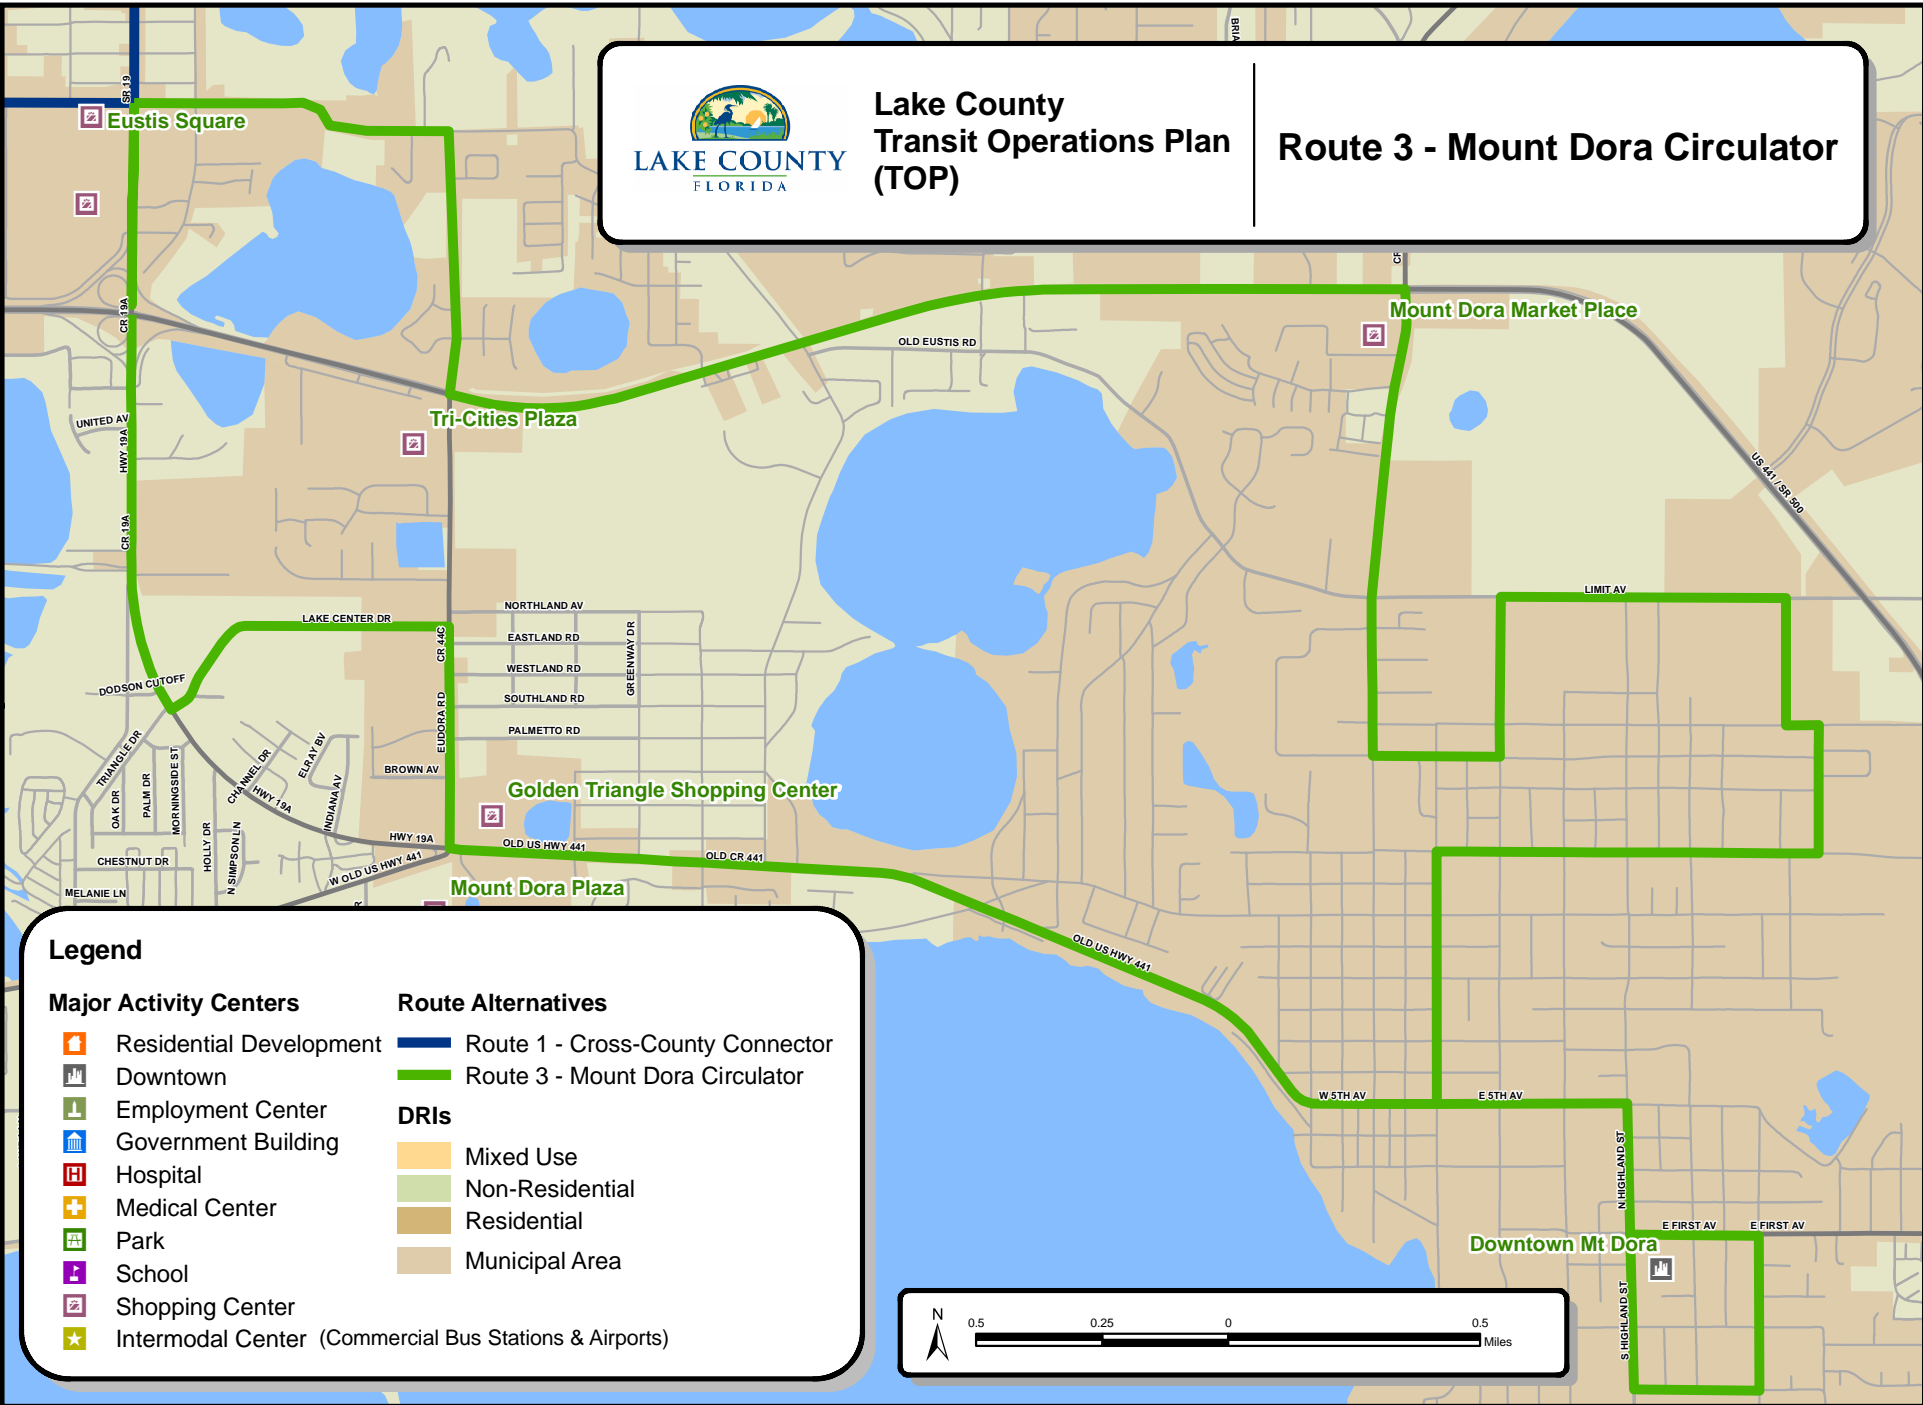 LAKE COUNTY
FLORIDA
Lake County
Transit Operations Plan
(TOP)
Route 3 - Mount Dora Circulator
BRIA
SR 19
Eustis Square
CR
CR 19A
Mount Dora Market Place
OLD EUSTIS RD
UNITED AV
Tri-Cities Plaza
HWY 19A
US 441 / SR 500
CR 19A
LIMIT AV
NORTHLAND AV
LAKE CENTER DR
CR 44C
EASTLAND RD
GREENWAY DR
WESTLAND RD
DODSON CUTOFF
SOUTHLAND RD
EUDORA RD
PALMETTO RD
TRIANGLE DR
ELRAY BV
CHANNEL DR
BROWN AV
OAK DR
PALM DR
MORNINGSIDE ST
HWY 19A
INDIANA AV
Golden Triangle Shopping Center
HOLLY DR
N SIMPSON LN
HWY 19A
OLD US HWY 441
OLD CR 441
CHESTNUT DR
W OLD US HWY 441
MELANIE LN
Mount Dora Plaza
R
OLD US HWY 441
W 5TH AV
E 5TH AV
N HIGHLAND ST
E FIRST AV
E FIRST AV
Downtown Mt Dora
S HIGHLAND ST
Legend
Major Activity Centers
Residential Development
Downtown
Employment Center
Government Building
Hospital
Medical Center
Park
School
Shopping Center
Intermodal Center (Commercial Bus Stations & Airports)
Route Alternatives
Route 1 - Cross-County Connector
Route 3 - Mount Dora Circulator
DRIs
Mixed Use
Non-Residential
Residential
Municipal Area
N
0.5 0.25 0 0.5
Miles